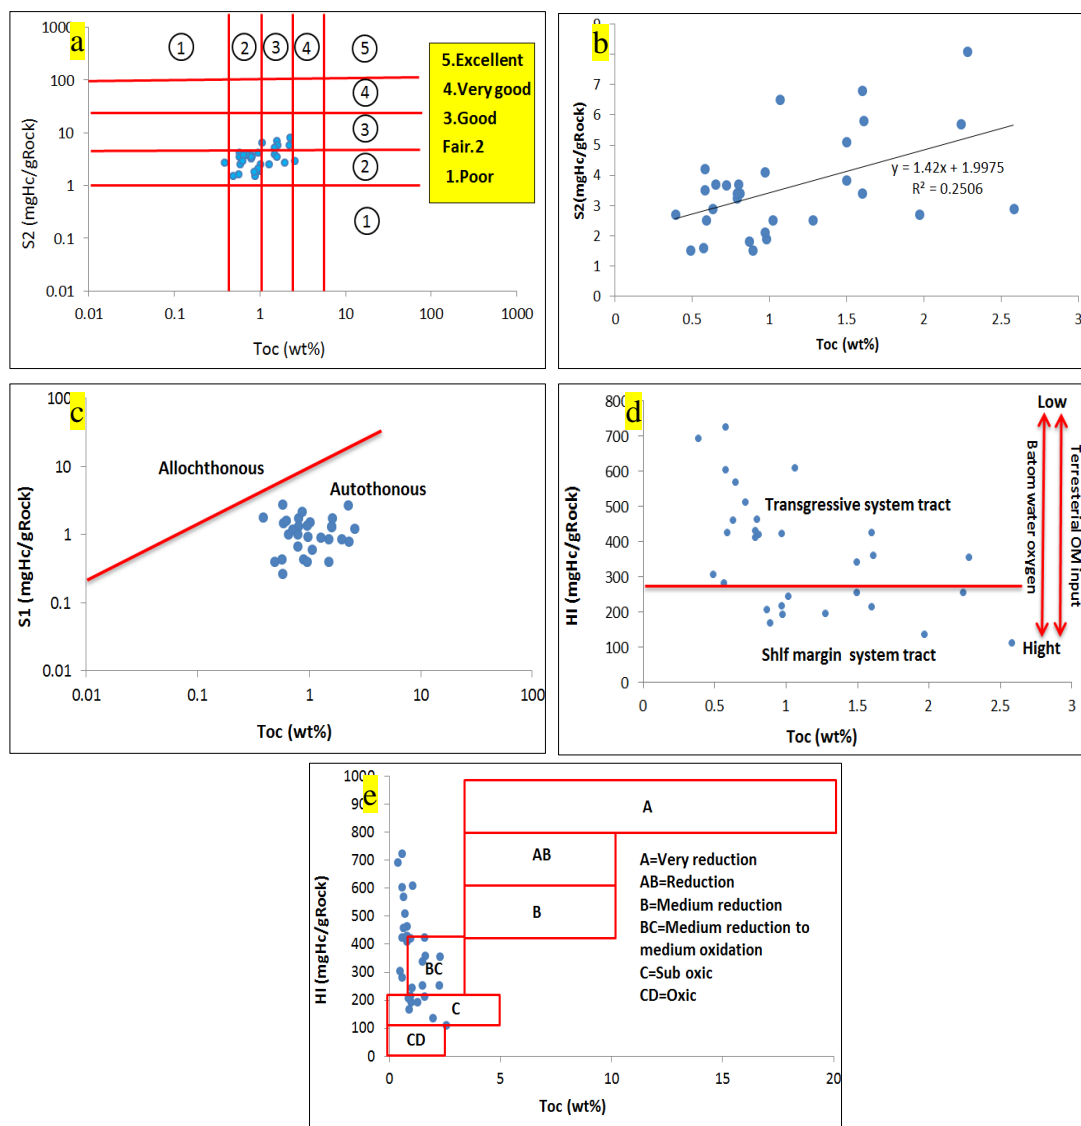 a
S2 (mgHc/gRock)
1000
100
10
1
0.1
0.01
1 2 3 4 5
4
3
2
1
5.Excellent
4.Very good
3.Good
Fair.2
1.Poor
0.01 0.1 1 10 100 1000
Toc (wt%)
b
S2(mgHc/gRock)
9
8
7
6
5
4
3
2
1
0
y = 1.42x + 1.9975
R² = 0.2506
0 0.5 1 1.5 2 2.5 3
Toc (wt%)
c
S1 (mgHc/gRock)
100
10
1
0.1
0.01
Allochthonous
Autothonous
0.01 0.1 1 10 100
Toc (wt%)
d
HI (mgHc/gRock)
800
700
600
500
400
300
200
100
0
Transgressive system tract
Shlf margin system tract
Low
Batom water oxygen
Terresterial OM input
Hight
0 0.5 1 1.5 2 2.5 3
Toc (wt%)
e
HI (mgHc/gRock)
1000
900
800
700
600
500
400
300
200
100
0
A
AB
B
BC
C
CD
A=Very reduction
AB=Reduction
B=Medium reduction
BC=Medium reduction to
medium oxidation
C=Sub oxic
CD=Oxic
0 5 10 15 20
Toc (wt%)